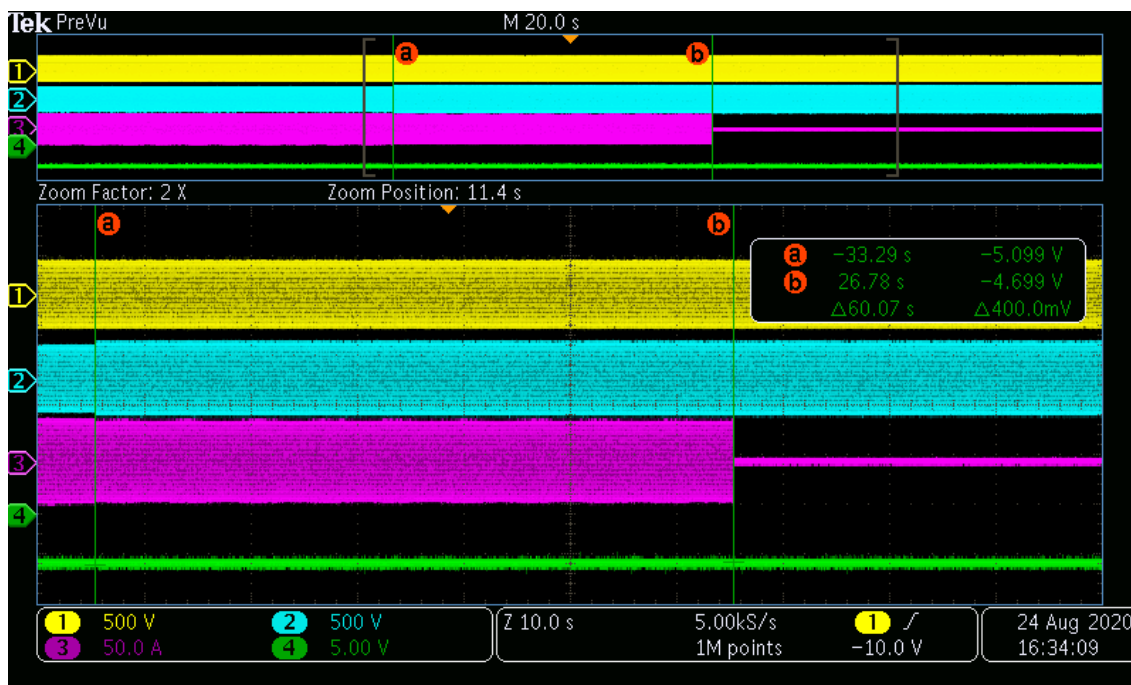 Tek PreVu M 20.0 s
a b
1
2
3
4
Zoom Factor: 2 X Zoom Position: 11.4 s
a b
a -33.29 s -5.099 V
b 26.78 s -4.699 V
Δ60.07 s Δ400.0mV
1
2
3
4
1 500 V 2 500 V Z 10.0 s 5.00kS/s 1 24 Aug 2020
3 50.0 A 4 5.00 V 1M points -10.0 V 16:34:09